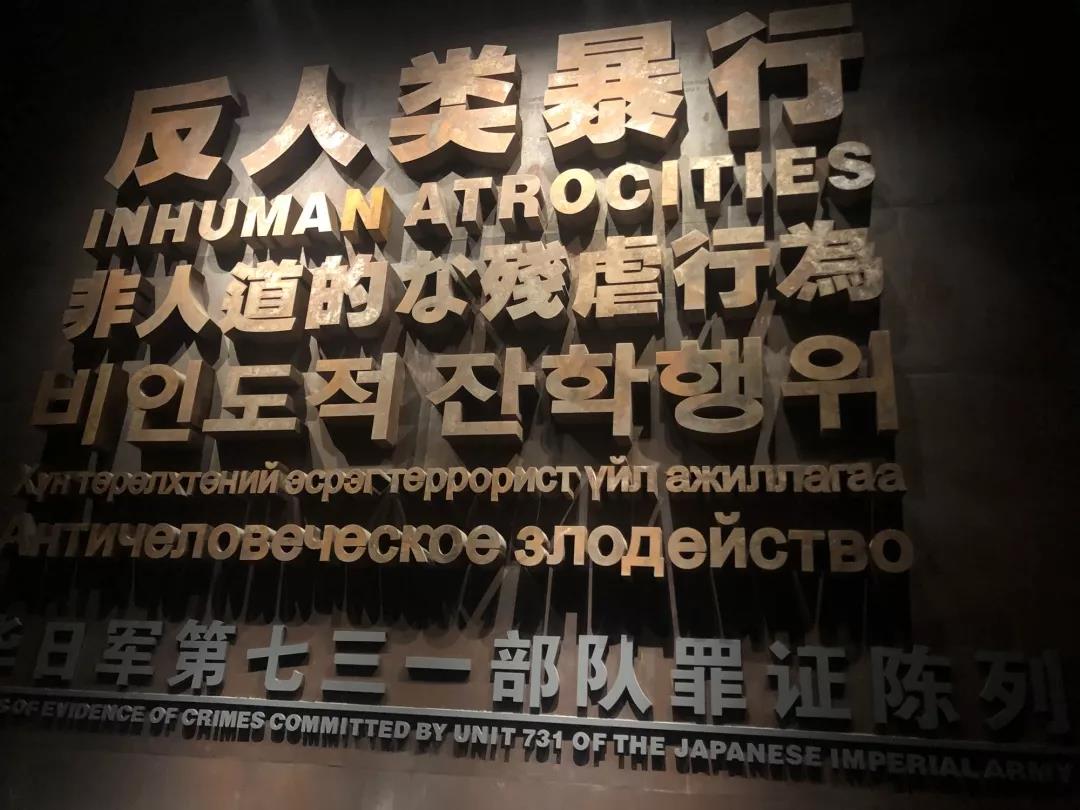 反人类暴行
INHUMAN ATROCITIES
非人道的な殘虐行為
비인도적 잔학행위
Хүн төрөлхтөний эсрэг террорист үйл ажиллагаа
Античеловеческое злодейство
华日军第七三一部队罪证陈列
OF EVIDENCE OF CRIMES COMMITTED BY UNIT 731 OF THE JAPANESE IMPERIAL ARMY